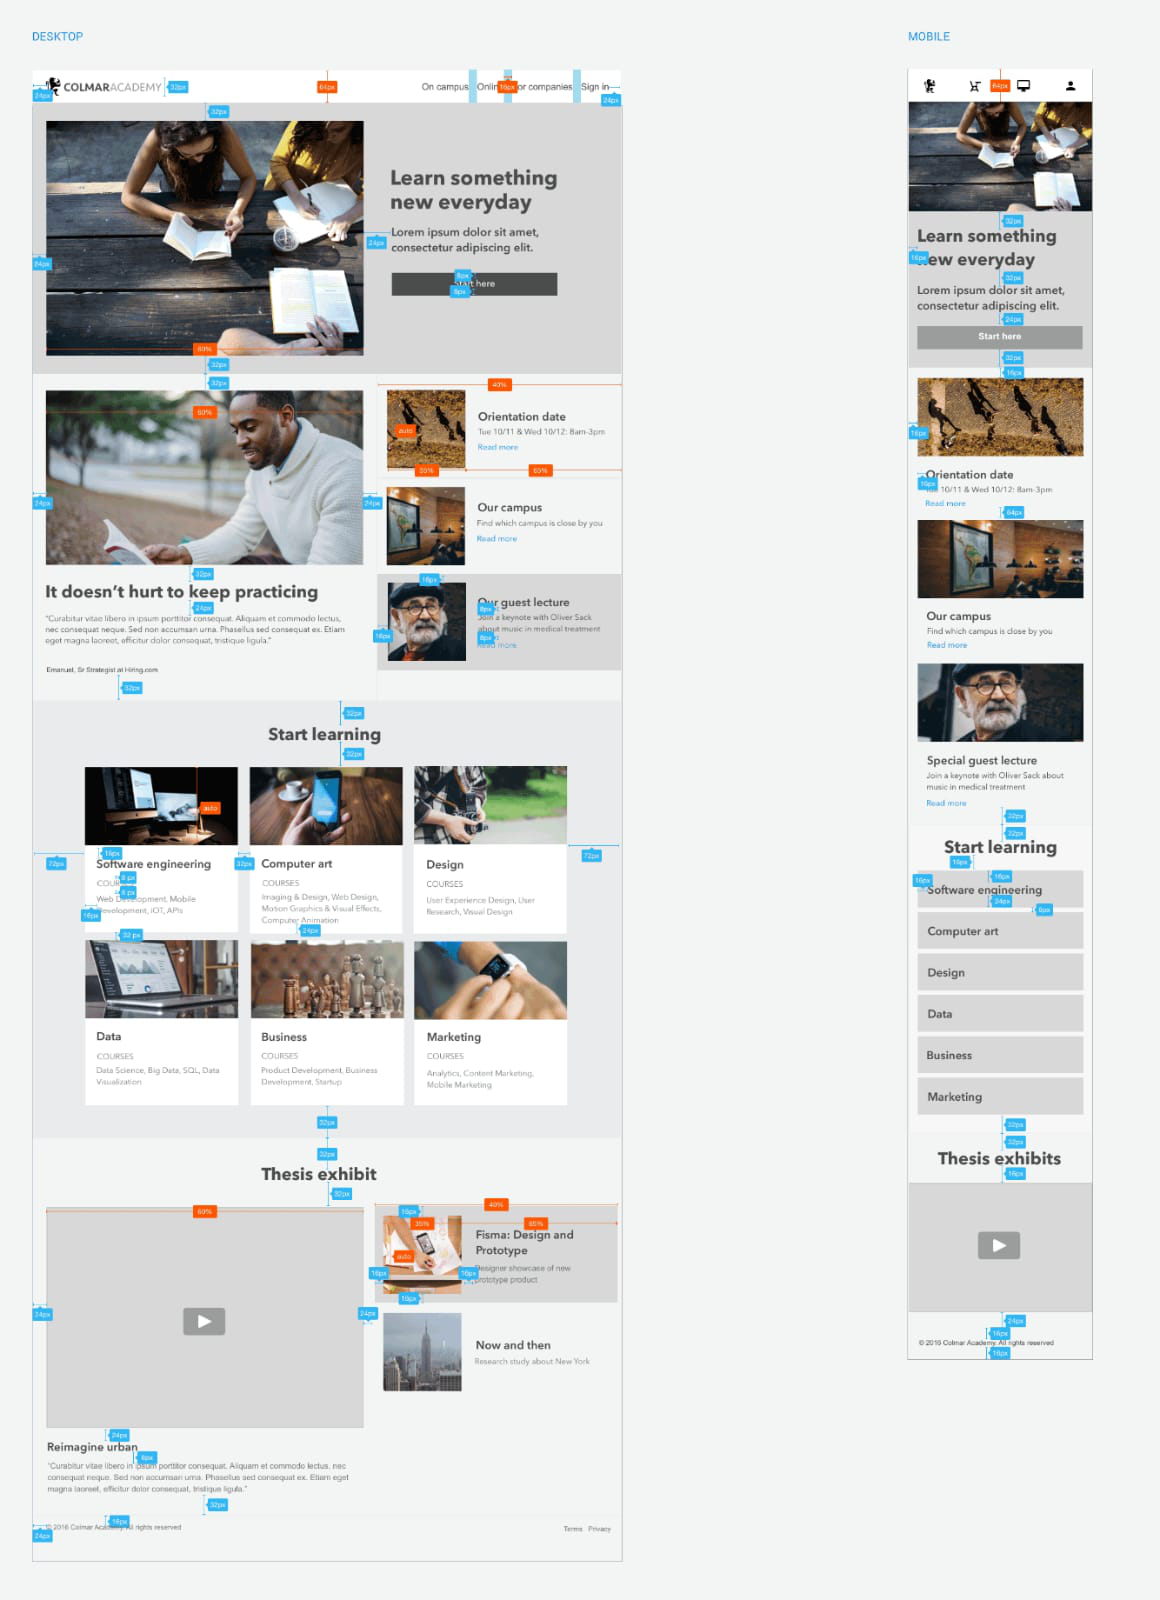 DESKTOP
COLMARACADEMY
32px
64px
On campus
16px
or companies
Sign in
24px
24px
32px
Learn something
new everyday
Lorem ipsum dolor sit amet,
consectetur adipiscing elit.
24px
24px
8px
here
8px
60%
32px
32px
40%
60%
Orientation date
Tue 10/11 & Wed 10/12: 8am-3pm
Read more
auto
35%
65%
24px
24px
Our campus
Find which campus is close by you
Read more
32px
16px
It doesn't hurt to keep practicing
24px
"Curabitur vitae libero in ipsum porttitor consequat. Aliquam et commodo lectus,
nec consequat neque. Sed non accumsan urna. Phasellus sed consequat ex. Etiam
eget magna laoreet, efficitur dolor consequat, tristique ligula."
Emanuel, Sr Strategist at Hiring.com
32px
Our guest lecture
8px
Join a keynote with Oliver Sack
about music in medical treatment
8px
Read more
16px
32px
Start learning
32px
auto
72px
16px
32px
72px
Software engineering
8 px
8 px
Web Development, Mobile
Development, iOT, APIs
16px
Computer art
COURSES
Imaging & Design, Web Design,
Motion Graphics & Visual Effects,
Computer Animation
24px
Design
COURSES
User Experience Design, User
Research, Visual Design
32 px
Data
COURSES
Data Science, Big Data, SQL, Data
Visualization
Business
COURSES
Product Development, Business
Development, Startup
Marketing
COURSES
Analytics, Content Marketing,
Mobile Marketing
32px
32px
Thesis exhibit
32px
60%
40%
16px
35%
65%
Fisma: Design and
Prototype
auto
16px
16px
Designer showcase of new
prototype product
16px
24px
24px
Now and then
Research study about New York
24px
Reimagine urban
8px
"Curabitur vitae libero in ipsum porttitor consequat. Aliquam et commodo lectus, nec
consequat neque. Sed non accumsan urna. Phasellus sed consequat ex. Etiam eget
magna laoreet, efficitur dolor consequat, tristique ligula."
32px
16px
© 2016 Colmar Academy. All rights reserved
24px
Terms Privacy
MOBILE
64px
32px
Learn something
new everyday
16px
32px
Lorem ipsum dolor sit amet,
consectetur adipiscing elit.
24px
Start here
32px
16px
16px
Orientation date
16px
Tue 10/11 & Wed 10/12: 8am-3pm
Read more
64px
Our campus
Find which campus is close by you
Read more
Special guest lecture
Join a keynote with Oliver Sack about
music in medical treatment
Read more
32px
32px
Start learning
16px
16px
16px
Software engineering
24px
8px
Computer art
Design
Data
Business
Marketing
32px
32px
Thesis exhibits
16px
24px
16px
© 2016 Colmar Academy. All rights reserved
16px